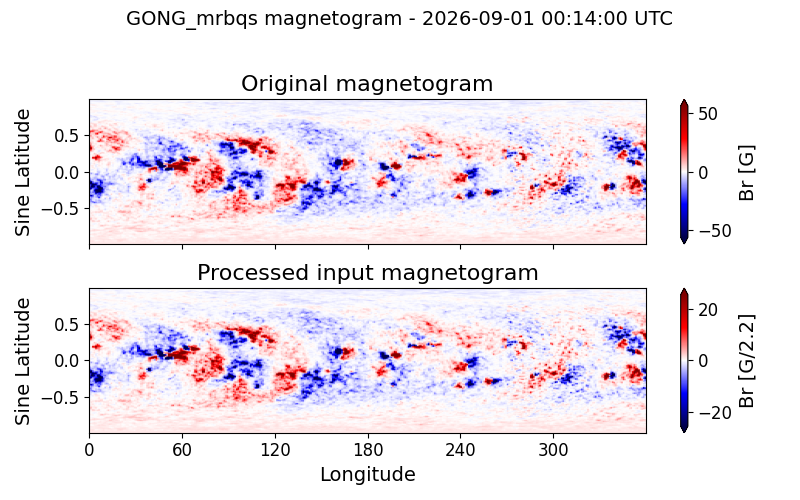 GONG_mrbqs magnetogram - 2026-09-01 00:14:00 UTC
Original magnetogram
Sine Latitude
0.5
0.0
−0.5
50
0
−50
Br [G]
Processed input magnetogram
Sine Latitude
0.5
0.0
−0.5
0
60
120
180
240
300
Longitude
20
0
−20
Br [G/2.2]